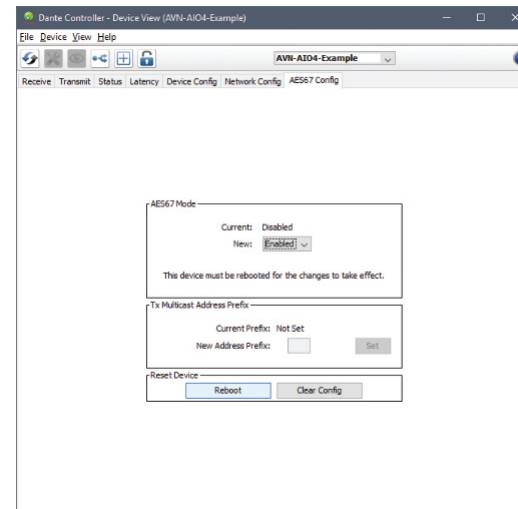 Dante Controller - Device View (AVN-AIO4-Example)
File Device View Help
AVN-AIO4-Example
Receive Transmit Status Latency Device Config Network Config AES67 Config
AES67 Mode
Current: Disabled
New: Enabled
This device must be rebooted for the changes to take effect.
Tx Multicast Address Prefix
Current Prefix: Not Set
New Address Prefix: Set
Reset Device
Reboot Clear Config